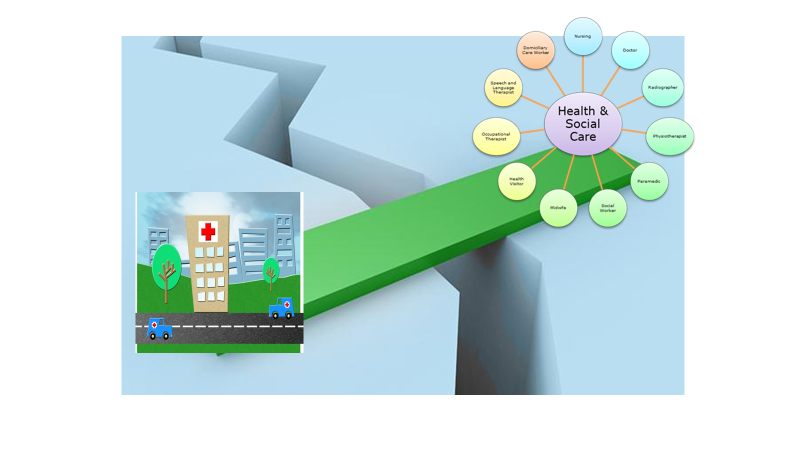 Nursing
Domiciliary
Care Worker
Doctor
Speech and
Language
Therapist
Radiographer
Health &
Social
Care
Occupational
Therapist
Physiotherapist
Health
Visitor
Paramedic
Midwife
Social
Worker